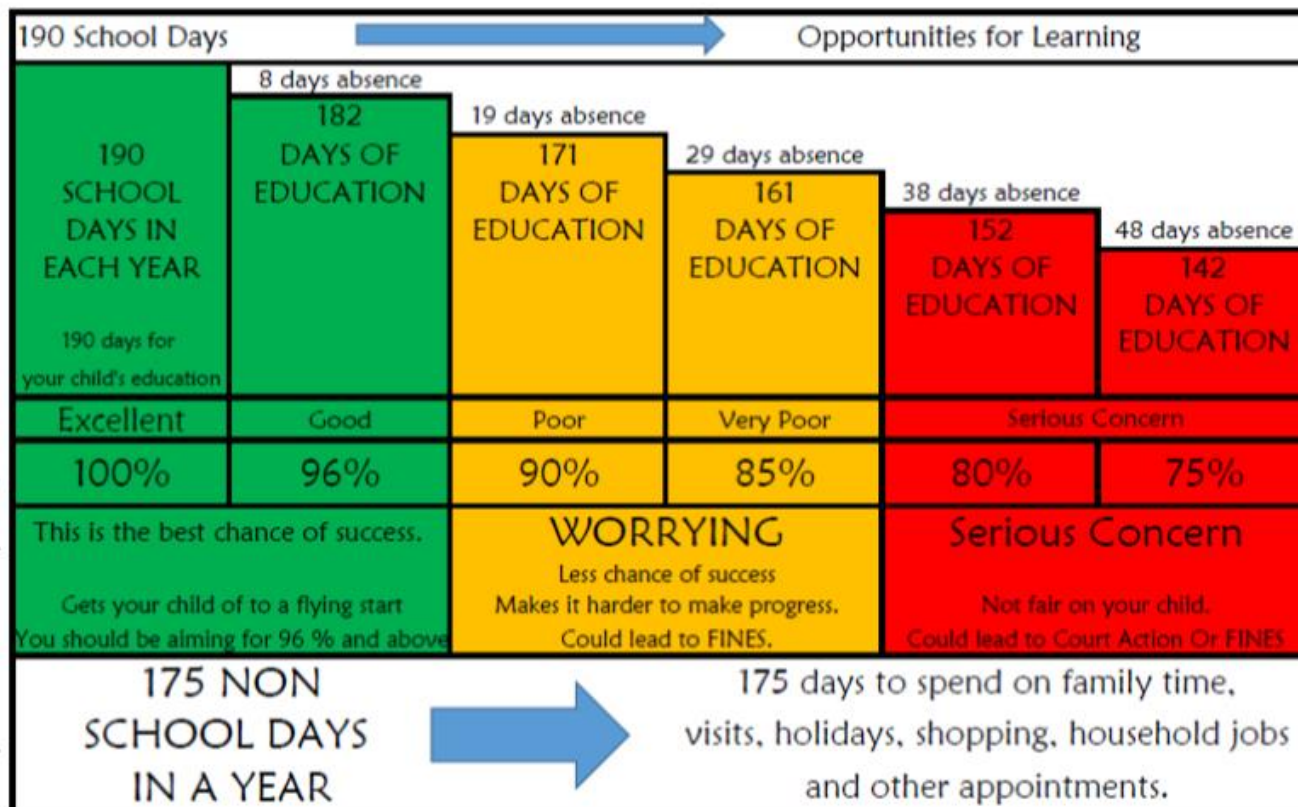 190 School Days
Opportunities for Learning
190
SCHOOL
DAYS IN
EACH YEAR
190 days for
your child's education
8 days absence
182
DAYS OF
EDUCATION
19 days absence
171
DAYS OF
EDUCATION
29 days absence
161
DAYS OF
EDUCATION
38 days absence
152
DAYS OF
EDUCATION
48 days absence
142
DAYS OF
EDUCATION
Excellent
Good
Poor
Very Poor
Serious Concern
100%
96%
90%
85%
80%
75%
This is the best chance of success.
Gets your child of to a flying start
You should be aiming for 96 % and above
WORRYING
Less chance of success
Makes it harder to make progress.
Could lead to FINES.
Serious Concern
Not fair on your child.
Could lead to Court Action Or FINES
175 NON
SCHOOL DAYS
IN A YEAR
175 days to spend on family time,
visits, holidays, shopping, household jobs
and other appointments.